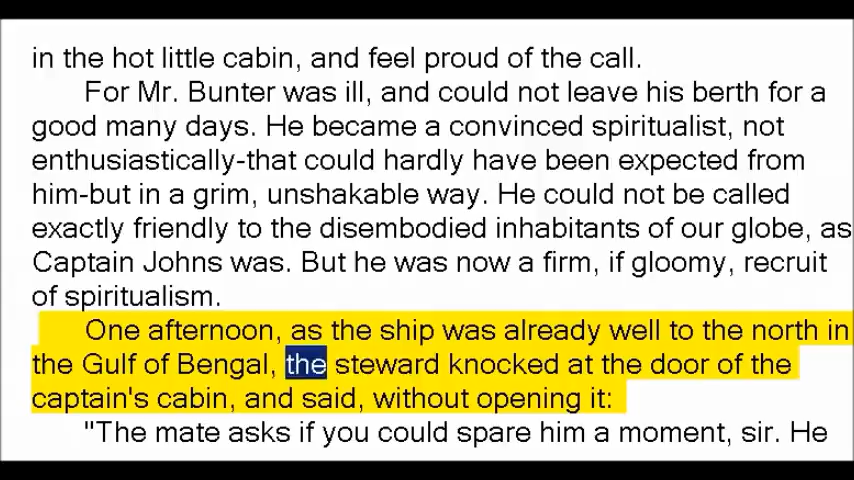 in the hot little cabin, and feel proud of the call.
For Mr. Bunter was ill, and could not leave his berth for a
good many days. He became a convinced spiritualist, not
enthusiastically-that could hardly have been expected from
him-but in a grim, unshakable way. He could not be called
exactly friendly to the disembodied inhabitants of our globe, as
Captain Johns was. But he was now a firm, if gloomy, recruit
of spiritualism.
One afternoon, as the ship was already well to the north in
the Gulf of Bengal, the steward knocked at the door of the
captain's cabin, and said, without opening it:
"The mate asks if you could spare him a moment, sir. He